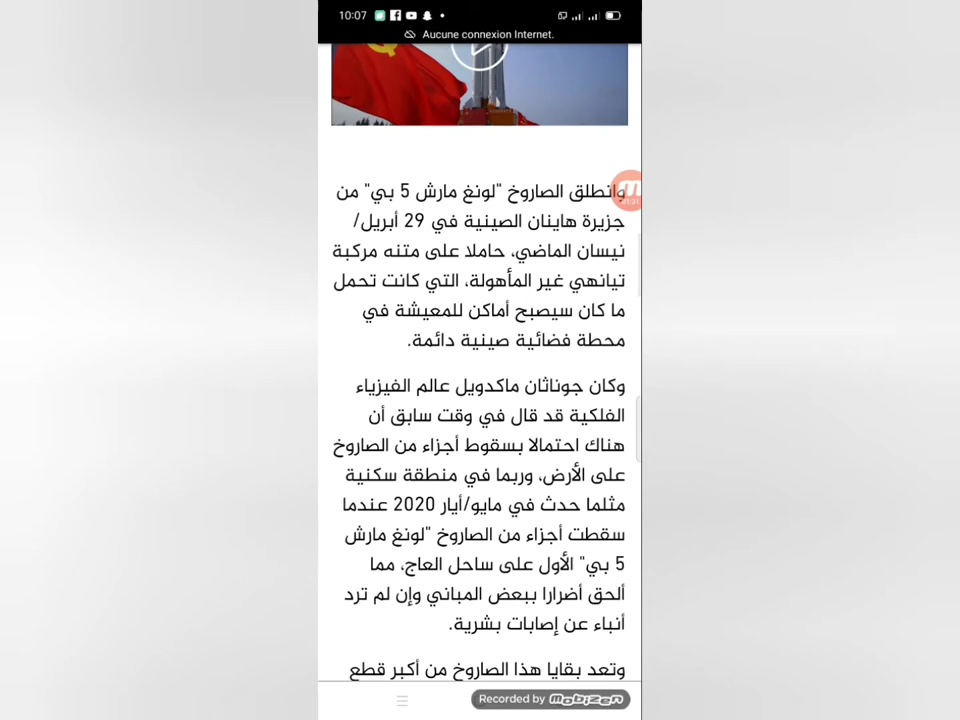 10:07
Aucune connexion Internet.
وانطلق الصاروخ "لونغ مارش 5 بي" من
جزيرة هاينان الصينية في 29 أبريل/
نيسان الماضي، حاملا على متنه مركبة
تيانهي غير المأهولة، التي كانت تحمل
ما كان سيصبح أماكن للمعيشة في
محطة فضائية صينية دائمة.
وكان جوناثان ماكدويل عالم الفيزياء
الفلكية قد قال في وقت سابق أن
هناك احتمالا بسقوط أجزاء من الصاروخ
على الأرض، وربما في منطقة سكنية
مثلما حدث في مايو/أيار 2020 عندما
سقطت أجزاء من الصاروخ "لونغ مارش
5 بي" الأول على ساحل العاج، مما
ألحق أضرارا ببعض المباني وإن لم ترد
أنباء عن إصابات بشرية.
وتعد بقايا هذا الصاروخ من أكبر قطع
Recorded by mobizen